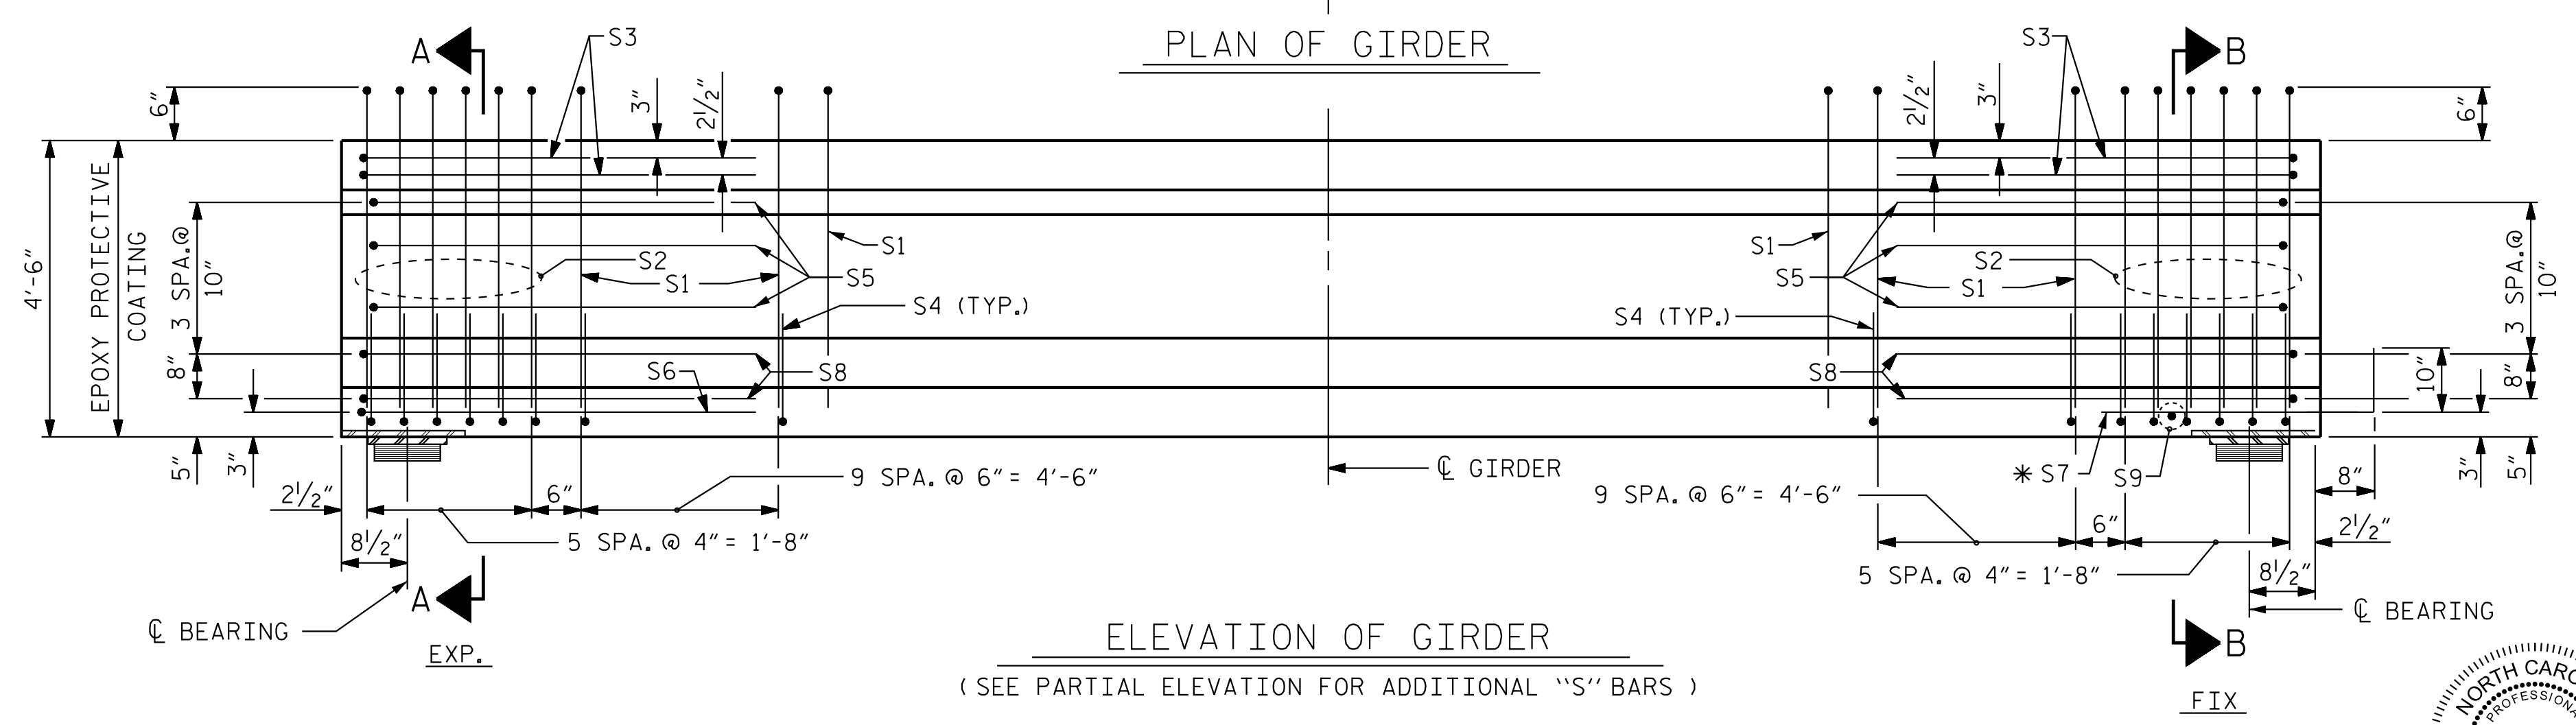 PLAN OF GIRDER
A
S3
S3
B
6"
3"
2½"
2½"
3"
6"
4'-6"
EPOXY PROTECTIVE
COATING
3 SPA.@
10"
8"
S2
S1
S1
S5
S4 (TYP.)
S6
S8
S1
S5
S2
S1
S4 (TYP.)
S8
3 SPA.@
10"
10"
8"
5"
3"
2½"
6"
9 SPA. @ 6" = 4'-6"
℄ GIRDER
9 SPA. @ 6" = 4'-6"
✳ S7
S9
8"
3"
5"
8½"
5 SPA. @ 4" = 1'-8"
6"
2½"
5 SPA. @ 4" = 1'-8"
8½"
A
℄ BEARING
EXP.
℄ BEARING
B
FIX
ELEVATION OF GIRDER
( SEE PARTIAL ELEVATION FOR ADDITIONAL "S" BARS )
NORTH